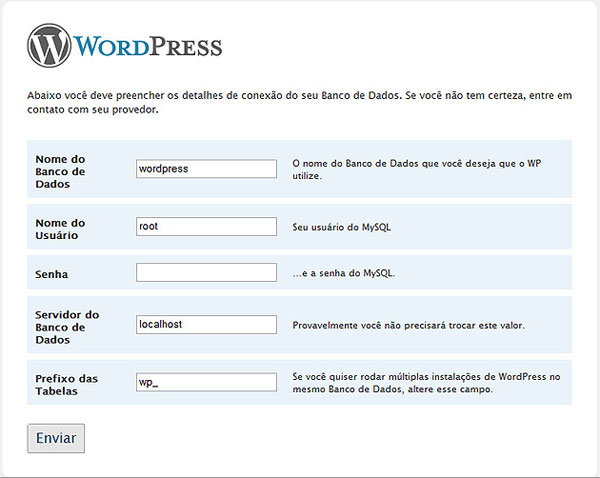 WORDPRESS
Abaixo você deve preencher os detalhes de conexão do seu Banco de Dados. Se você não tem certeza, entre em
contato com seu provedor.
Nome do
Banco de
Dados
wordpress
O nome do Banco de Dados que você deseja que o WP
utilize.
Nome do
Usuário
root
Seu usuário do MySQL
Senha
...e a senha do MySQL.
Servidor do
Banco de
Dados
localhost
Provavelmente você não precisará trocar este valor.
Prefixo das
Tabelas
wp_
Se você quiser rodar múltiplas instalações de WordPress no
mesmo Banco de Dados, altere esse campo.
Enviar